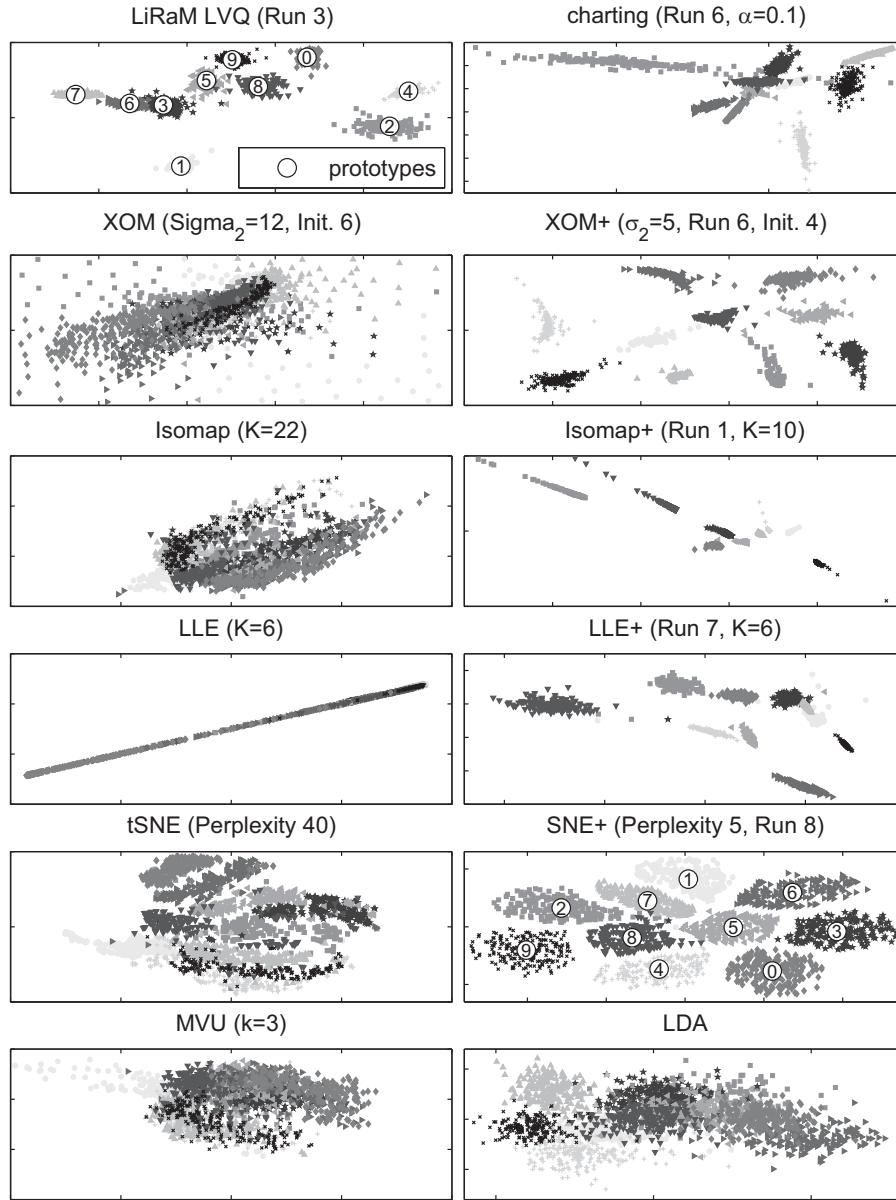 LiRaM LVQ (Run 3)
charting (Run 6, α=0.1)
9
0
5
8
7
6
3
4
2
1
prototypes
XOM (Sigma₂=12, Init. 6)
XOM+ (σ₂=5, Run 6, Init. 4)
Isomap (K=22)
Isomap+ (Run 1, K=10)
LLE (K=6)
LLE+ (Run 7, K=6)
tSNE (Perplexity 40)
SNE+ (Perplexity 5, Run 8)
1
6
7
2
5
3
8
9
4
0
MVU (k=3)
LDA